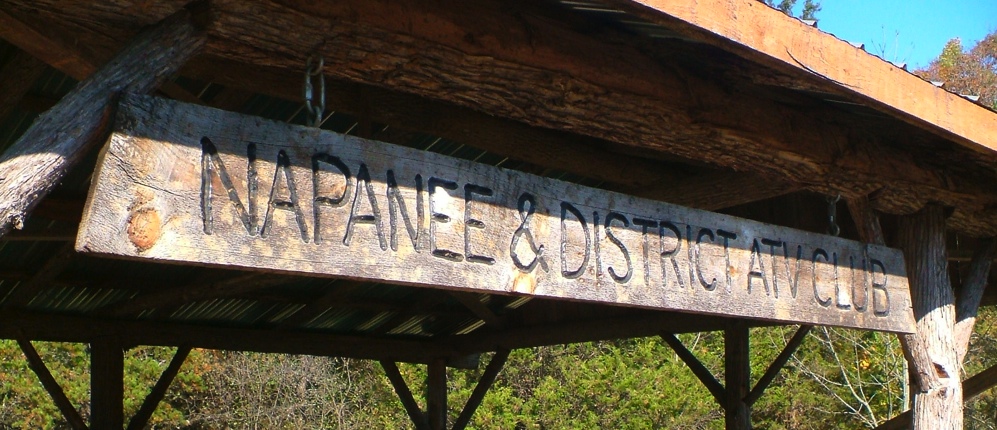 NAPANEE & DISTRICT ATV CLUB